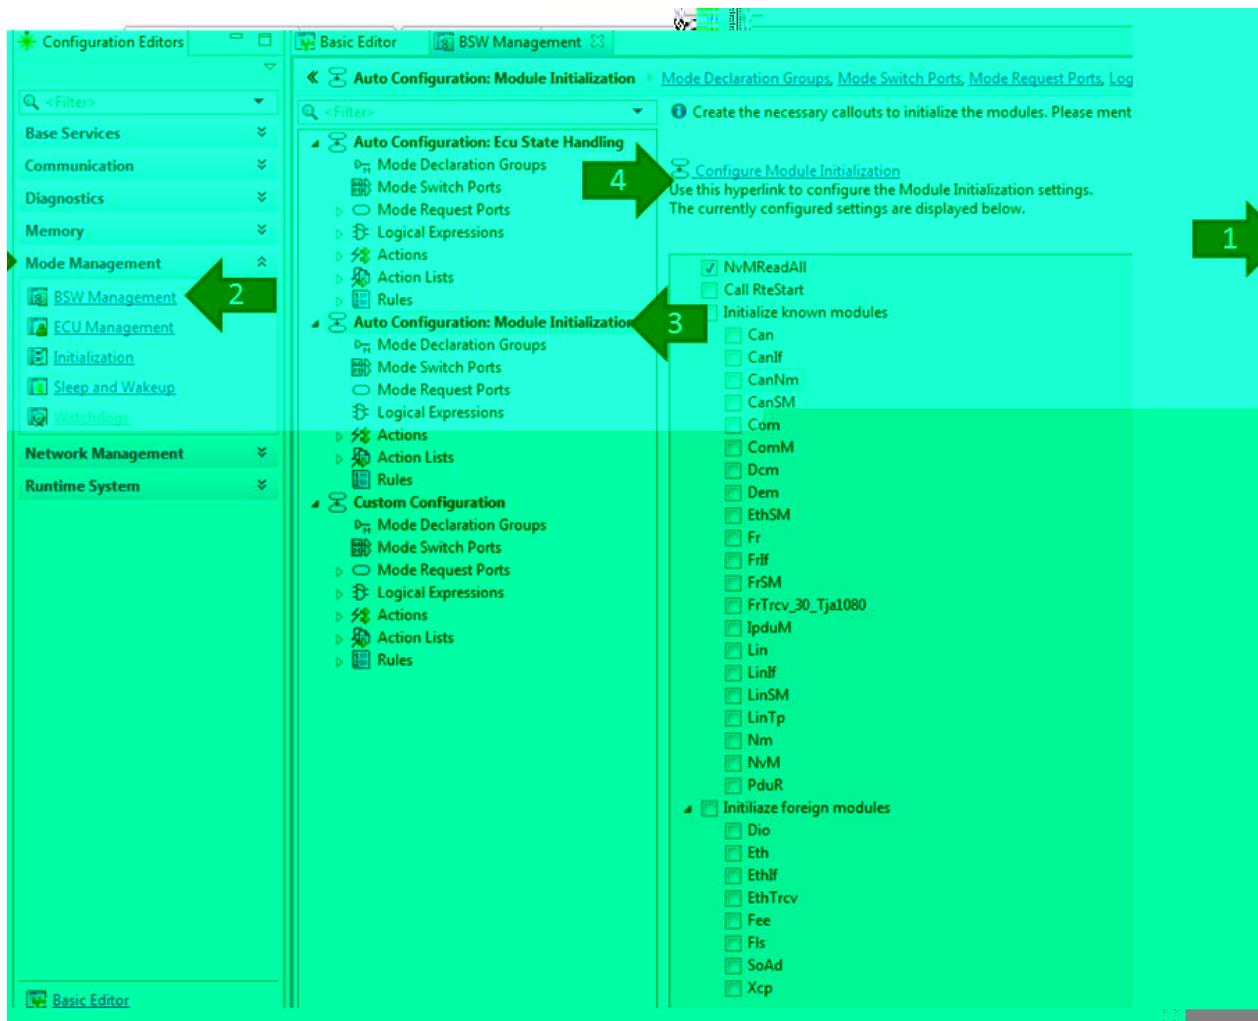 Configuration Editors
<Filter>
Base Services
Communication
Diagnostics
Memory
Mode Management
BSW Management
ECU Management
Initialization
Sleep and Wakeup
Watchdogs
Network Management
Runtime System
Basic Editor
2
Basic Editor
BSW Management
Auto Configuration: Module Initialization
Mode Declaration Groups, Mode Switch Ports, Mode Request Ports, Log
<Filter>
Auto Configuration: Ecu State Handling
Mode Declaration Groups
Mode Switch Ports
Mode Request Ports
Logical Expressions
Actions
Action Lists
Rules
Auto Configuration: Module Initialization
Mode Declaration Groups
Mode Switch Ports
Mode Request Ports
Logical Expressions
Actions
Action Lists
Rules
Custom Configuration
Mode Declaration Groups
Mode Switch Ports
Mode Request Ports
Logical Expressions
Actions
Action Lists
Rules
4
3
Create the necessary callouts to initialize the modules. Please ment
Configure Module Initialization
Use this hyperlink to configure the Module Initialization settings.
The currently configured settings are displayed below.
NvMReadAll
Call RteStart
Initialize known modules
Can
CanIf
CanNm
CanSM
Com
ComM
Dcm
Dem
EthSM
Fr
FrIf
FrSM
FrTrcv_30_Tja1080
IpduM
Lin
LinIf
LinSM
LinTp
Nm
NvM
PduR
Initiliaze foreign modules
Dio
Eth
EthIf
EthTrcv
Fee
Fls
SoAd
Xcp
1